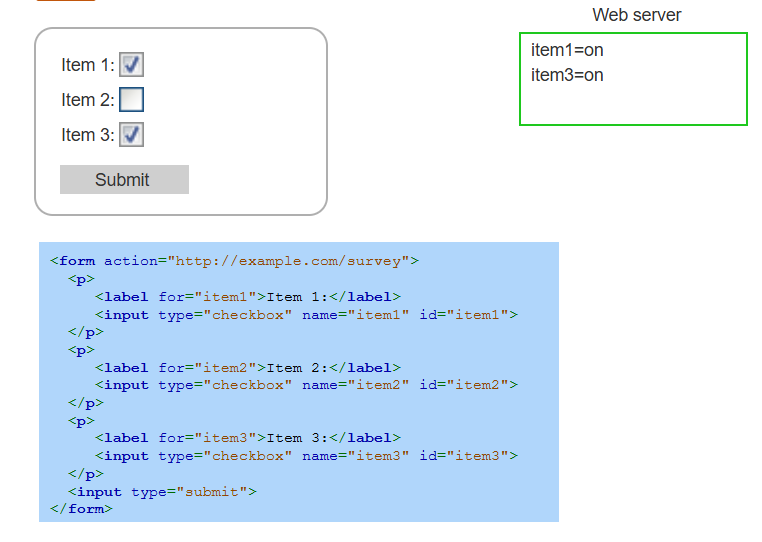 Web server
item1=on
item3=on
Item 1:
Item 2:
Item 3:
Submit
<form action="http://example.com/survey">
<p>
<label for="item1">Item 1:</label>
<input type="checkbox" name="item1" id="item1">
</p>
<p>
<label for="item2">Item 2:</label>
<input type="checkbox" name="item2" id="item2">
</p>
<p>
<label for="item3">Item 3:</label>
<input type="checkbox" name="item3" id="item3">
</p>
<input type="submit">
</form>